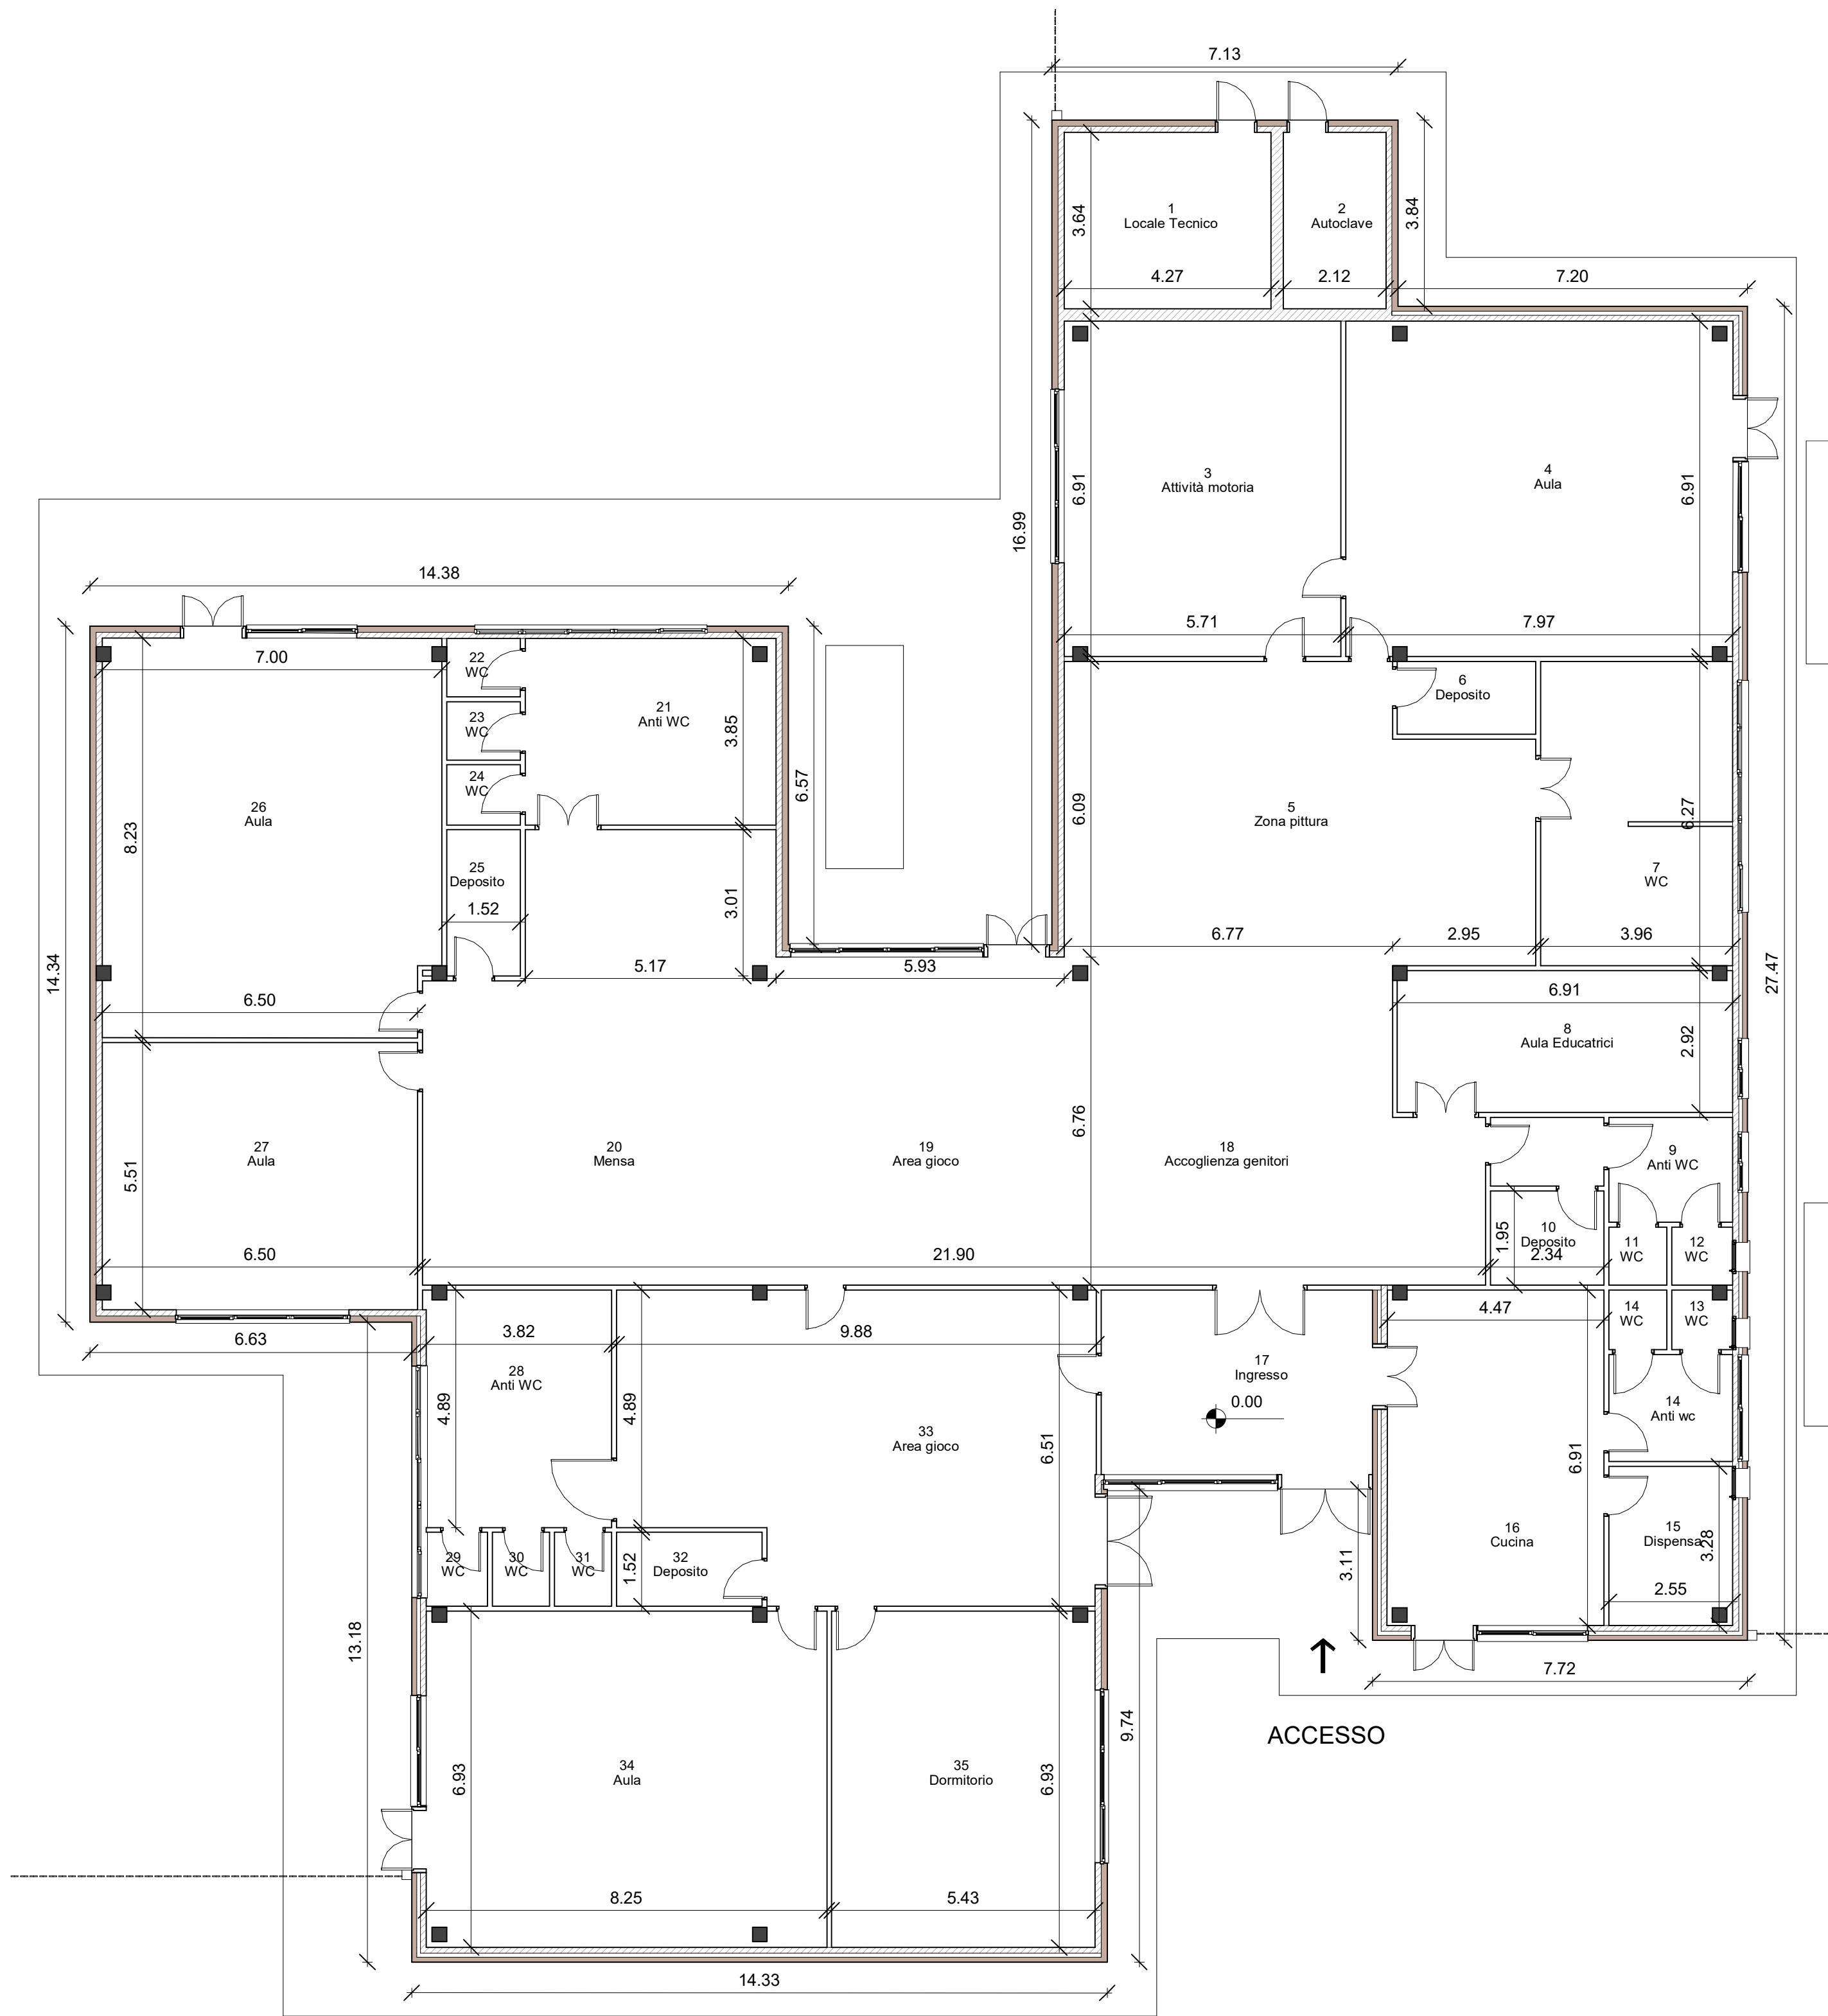 7.13
1
Locale Tecnico
2
Autoclave
3.64
3.84
4.27
2.12
7.20
3
Attività motoria
4
Aula
6.91
6.91
16.99
14.38
5.71
7.97
7.00
22
WC
6
Deposito
21
Anti WC
23
WC
3.85
24
WC
6.57
26
Aula
8.23
6.09
5
Zona pittura
6.27
25
Deposito
7
WC
1.52
3.01
6.77
2.95
3.96
14.34
5.17
5.93
27.47
6.50
6.91
8
Aula Educatrici
2.92
6.76
27
Aula
20
Mensa
19
Area gioco
18
Accoglienza genitori
9
Anti WC
5.51
10
Deposito
1.95
11
WC
12
WC
6.50
21.90
2.34
4.47
14
WC
13
WC
6.63
3.82
9.88
28
Anti WC
17
Ingresso
0.00
4.89
4.89
14
Anti wc
33
Area gioco
6.51
6.91
16
Cucina
15
Dispensa
3.28
29
WC
30
WC
31
WC
1.52
32
Deposito
3.11
2.55
13.18
7.72
9.74
ACCESSO
34
Aula
35
Dormitorio
6.93
6.93
8.25
5.43
14.33